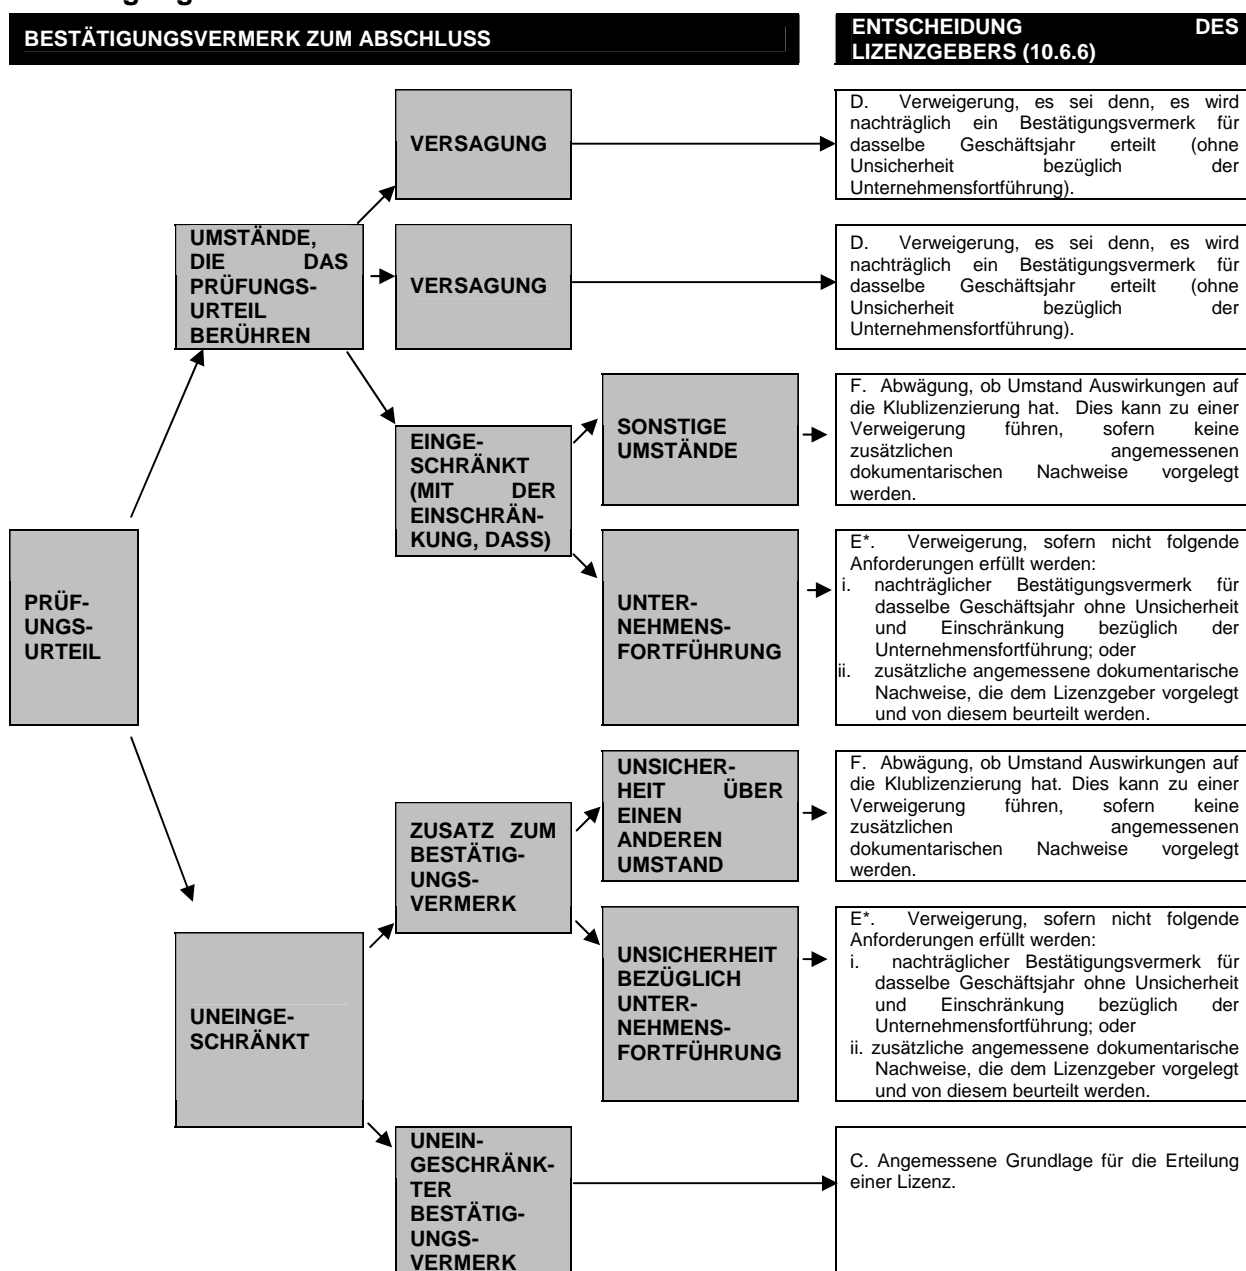 BESTÄTIGUNGSVERMERK ZUM ABSCHLUSS
ENTSCHEIDUNG DES
LIZENZGEBERS (10.6.6)
VERSAGUNG
D. Verweigerung, es sei denn, es wird
nachträglich ein Bestätigungsvermerk für
dasselbe Geschäftsjahr erteilt (ohne
Unsicherheit bezüglich der
Unternehmensfortführung).
UMSTÄNDE,
DIE DAS
PRÜFUNGS-
URTEIL
BERÜHREN
VERSAGUNG
D. Verweigerung, es sei denn, es wird
nachträglich ein Bestätigungsvermerk für
dasselbe Geschäftsjahr erteilt (ohne
Unsicherheit bezüglich der
Unternehmensfortführung).
EINGE-
SCHRÄNKT
(MIT DER
EINSCHRÄN-
KUNG, DASS)
SONSTIGE
UMSTÄNDE
F. Abwägung, ob Umstand Auswirkungen auf
die Klublizenzierung hat. Dies kann zu einer
Verweigerung führen, sofern keine
zusätzlichen angemessenen
dokumentarischen Nachweise vorgelegt
werden.
PRÜF-
UNGS-
URTEIL
UNTER-
NEHMENS-
FORTFÜHRUNG
E*. Verweigerung, sofern nicht folgende
Anforderungen erfüllt werden:
i. nachträglicher Bestätigungsvermerk für
dasselbe Geschäftsjahr ohne Unsicherheit
und Einschränkung bezüglich der
Unternehmensfortführung; oder
ii. zusätzliche angemessene dokumentarische
Nachweise, die dem Lizenzgeber vorgelegt
und von diesem beurteilt werden.
ZUSATZ ZUM
BESTÄTIG-
UNGS-
VERMERK
UNSICHER-
HEIT ÜBER
EINEN
ANDEREN
UMSTAND
F. Abwägung, ob Umstand Auswirkungen auf
die Klublizenzierung hat. Dies kann zu einer
Verweigerung führen, sofern keine
zusätzlichen angemessenen
dokumentarischen Nachweise vorgelegt
werden.
UNEINGE-
SCHRÄNKT
UNSICHERHEIT
BEZÜGLICH
UNTER-
NEHMENS-
FORTFÜHRUNG
E*. Verweigerung, sofern nicht folgende
Anforderungen erfüllt werden:
i. nachträglicher Bestätigungsvermerk für
dasselbe Geschäftsjahr ohne Unsicherheit
und Einschränkung bezüglich der
Unternehmensfortführung; oder
ii. zusätzliche angemessene dokumentarische
Nachweise, die dem Lizenzgeber vorgelegt
und von diesem beurteilt werden.
UNEIN-
GESCHRÄNK-
TER
BESTÄTIG-
UNGS-
VERMERK
C. Angemessene Grundlage für die Erteilung
einer Lizenz.